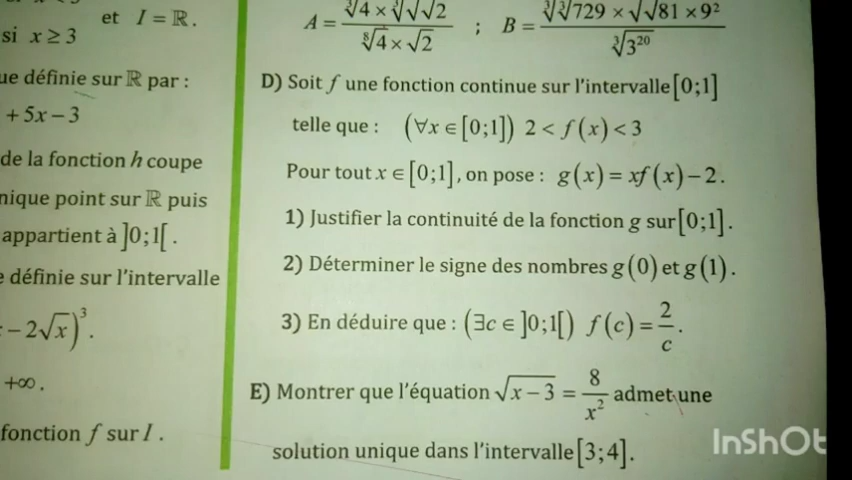 et I = ℝ.
si x ≥ 3
ue définie sur ℝ par :
+ 5x − 3
de la fonction h coupe
nique point sur ℝ puis
appartient à ]0;1[ .
e définie sur l'intervalle
− 2√x)³.
+∞ .
fonction f sur I .
A = (∛4 × ∛√√2) / (⁸√4 × √2) ; B = (√∛729 × √√81 × 9²) / ∛3²⁰
D) Soit f une fonction continue sur l'intervalle [0;1]
telle que : (∀x ∈ [0;1]) 2 < f(x) < 3
Pour tout x ∈ [0;1], on pose : g(x) = xf(x) − 2.
1) Justifier la continuité de la fonction g sur [0;1].
2) Déterminer le signe des nombres g(0) et g(1).
3) En déduire que : (∃c ∈ ]0;1[) f(c) = 2/c.
E) Montrer que l'équation √(x − 3) = 8/x² admet une
solution unique dans l'intervalle [3;4].
InShOt